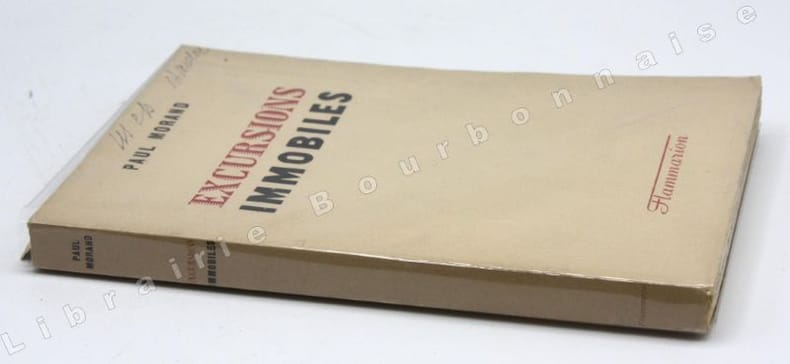 PAUL MORAND
EXCURSIONS
IMMOBILES
Flammarion
PAUL
MORAND
EXCURSIONS
IMMOBILES
Librairie Bourbonnaise